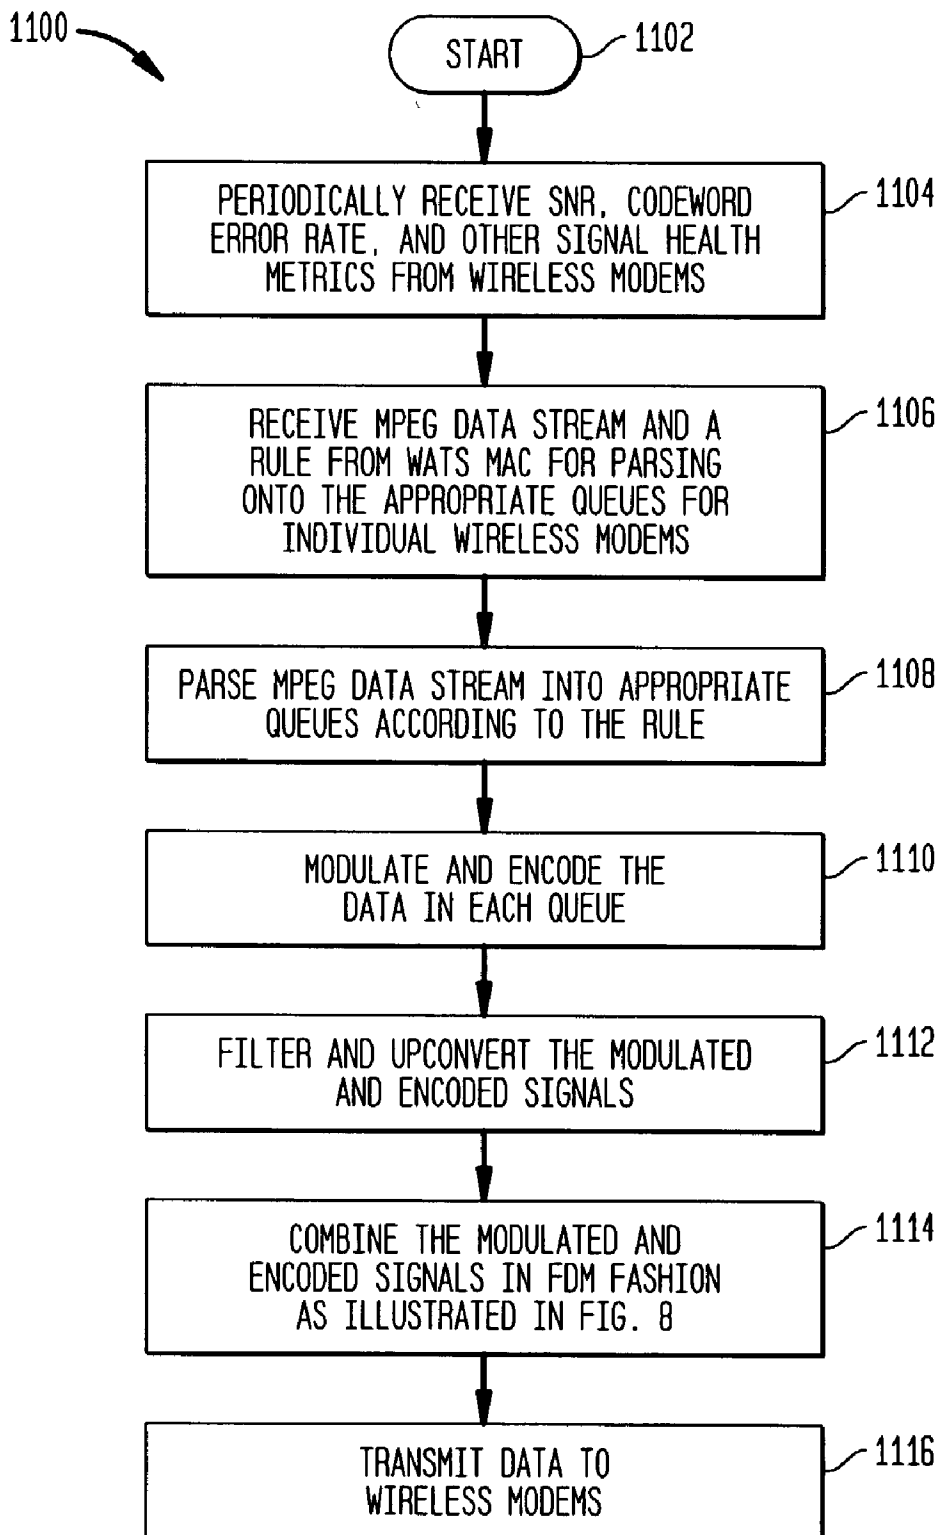 1100
START
1102
PERIODICALLY RECEIVE SNR, CODEWORD
ERROR RATE, AND OTHER SIGNAL HEALTH
METRICS FROM WIRELESS MODEMS
1104
RECEIVE MPEG DATA STREAM AND A
RULE FROM WATS MAC FOR PARSING
ONTO THE APPROPRIATE QUEUES FOR
INDIVIDUAL WIRELESS MODEMS
1106
PARSE MPEG DATA STREAM INTO APPROPRIATE
QUEUES ACCORDING TO THE RULE
1108
MODULATE AND ENCODE THE
DATA IN EACH QUEUE
1110
FILTER AND UPCONVERT THE MODULATED
AND ENCODED SIGNALS
1112
COMBINE THE MODULATED AND
ENCODED SIGNALS IN FDM FASHION
AS ILLUSTRATED IN FIG. 8
1114
TRANSMIT DATA TO
WIRELESS MODEMS
1116